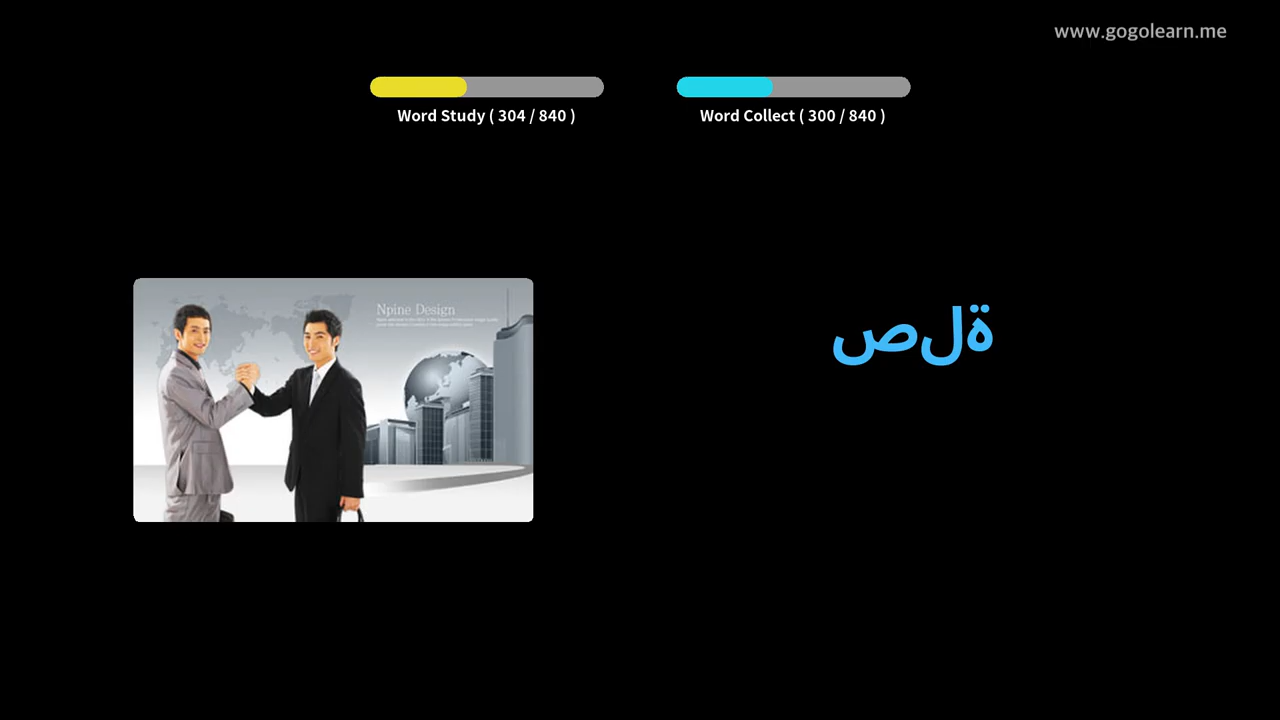 www.gogolearn.me
Word Study ( 304 / 840 )
Word Collect ( 300 / 840 )
Npine Design
صلة